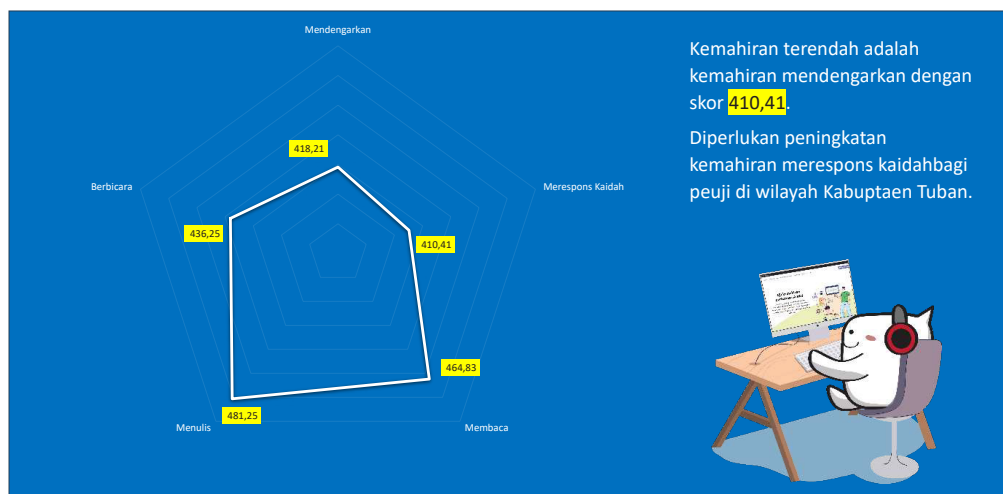 Mendengarkan
418,21
Berbicara
Merespons Kaidah
436,25
410,41
464,83
481,25
Menulis
Membaca
Kemahiran terendah adalah
kemahiran mendengarkan dengan
skor 410,41.
Diperlukan peningkatan
kemahiran merespons kaidahbagi
peuji di wilayah Kabuptaen Tuban.